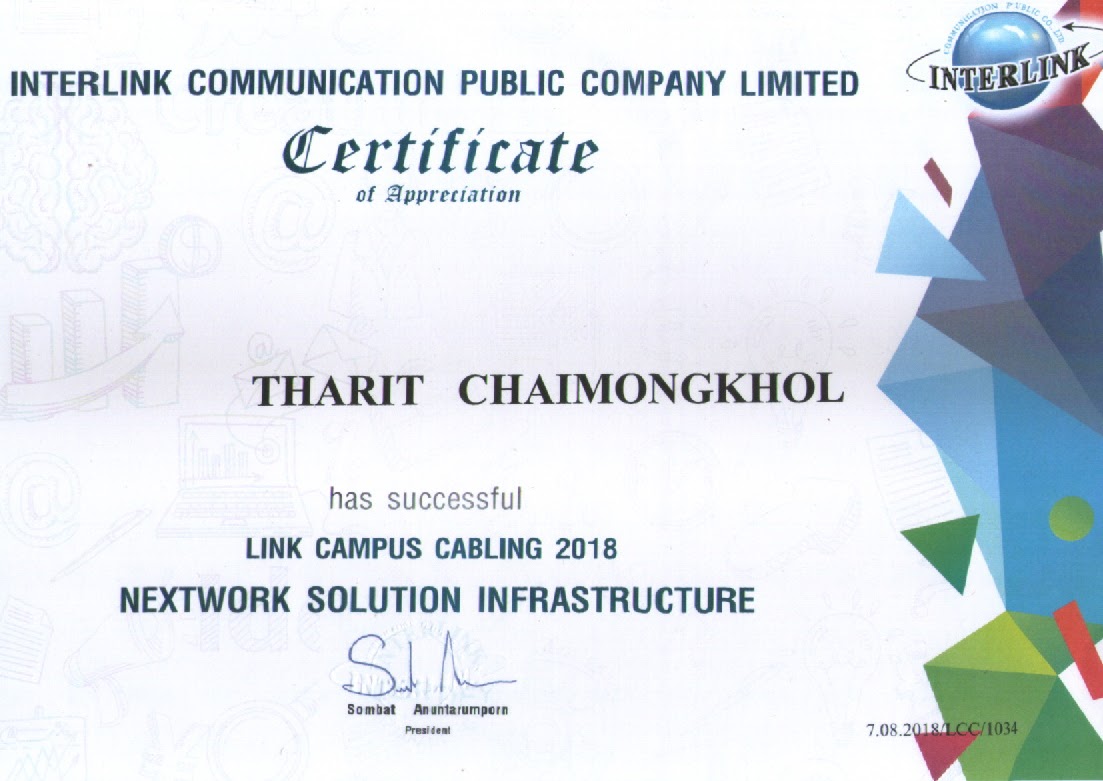 COMMUNICATION PUBLIC CO., LTD.
INTERLINK
INTERLINK COMMUNICATION PUBLIC COMPANY LIMITED
Certificate
of Appreciation
THARIT CHAIMONGKHOL
has successful
LINK CAMPUS CABLING 2018
NEXTWORK SOLUTION INFRASTRUCTURE
Sombat Anuntarumporn
President
7.08.2018/LCC/1034